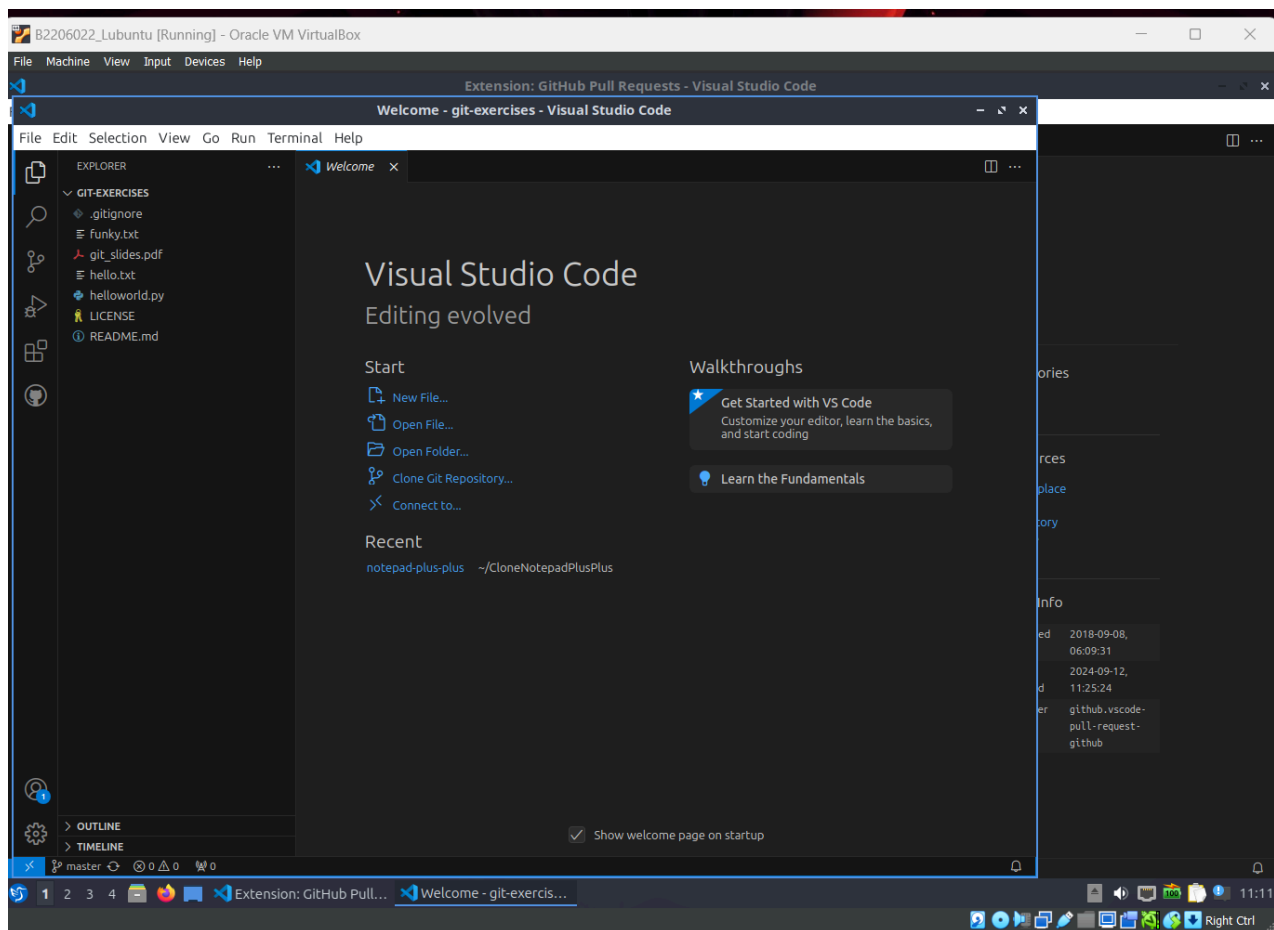 B2206022_Lubuntu [Running] - Oracle VM VirtualBox
File Machine View Input Devices Help
Extension: GitHub Pull Requests - Visual Studio Code
Welcome - git-exercises - Visual Studio Code
File Edit Selection View Go Run Terminal Help
EXPLORER
Welcome
GIT-EXERCISES
.gitignore
funky.txt
git_slides.pdf
hello.txt
helloworld.py
LICENSE
README.md
Visual Studio Code
Editing evolved
Start
New File...
Open File...
Open Folder...
Clone Git Repository...
Connect to...
Recent
notepad-plus-plus ~/CloneNotepadPlusPlus
Walkthroughs
Get Started with VS Code
Customize your editor, learn the basics,
and start coding
Learn the Fundamentals
ories
rces
place
ory
Info
ed 2018-09-08,
06:09:31
2024-09-12,
d 11:25:24
er github.vscode-
pull-request-
github
1
OUTLINE
TIMELINE
Show welcome page on startup
master 0 0 0
1 2 3 4 Extension: GitHub Pull... Welcome - git-exercis... 100 11:11
Right Ctrl